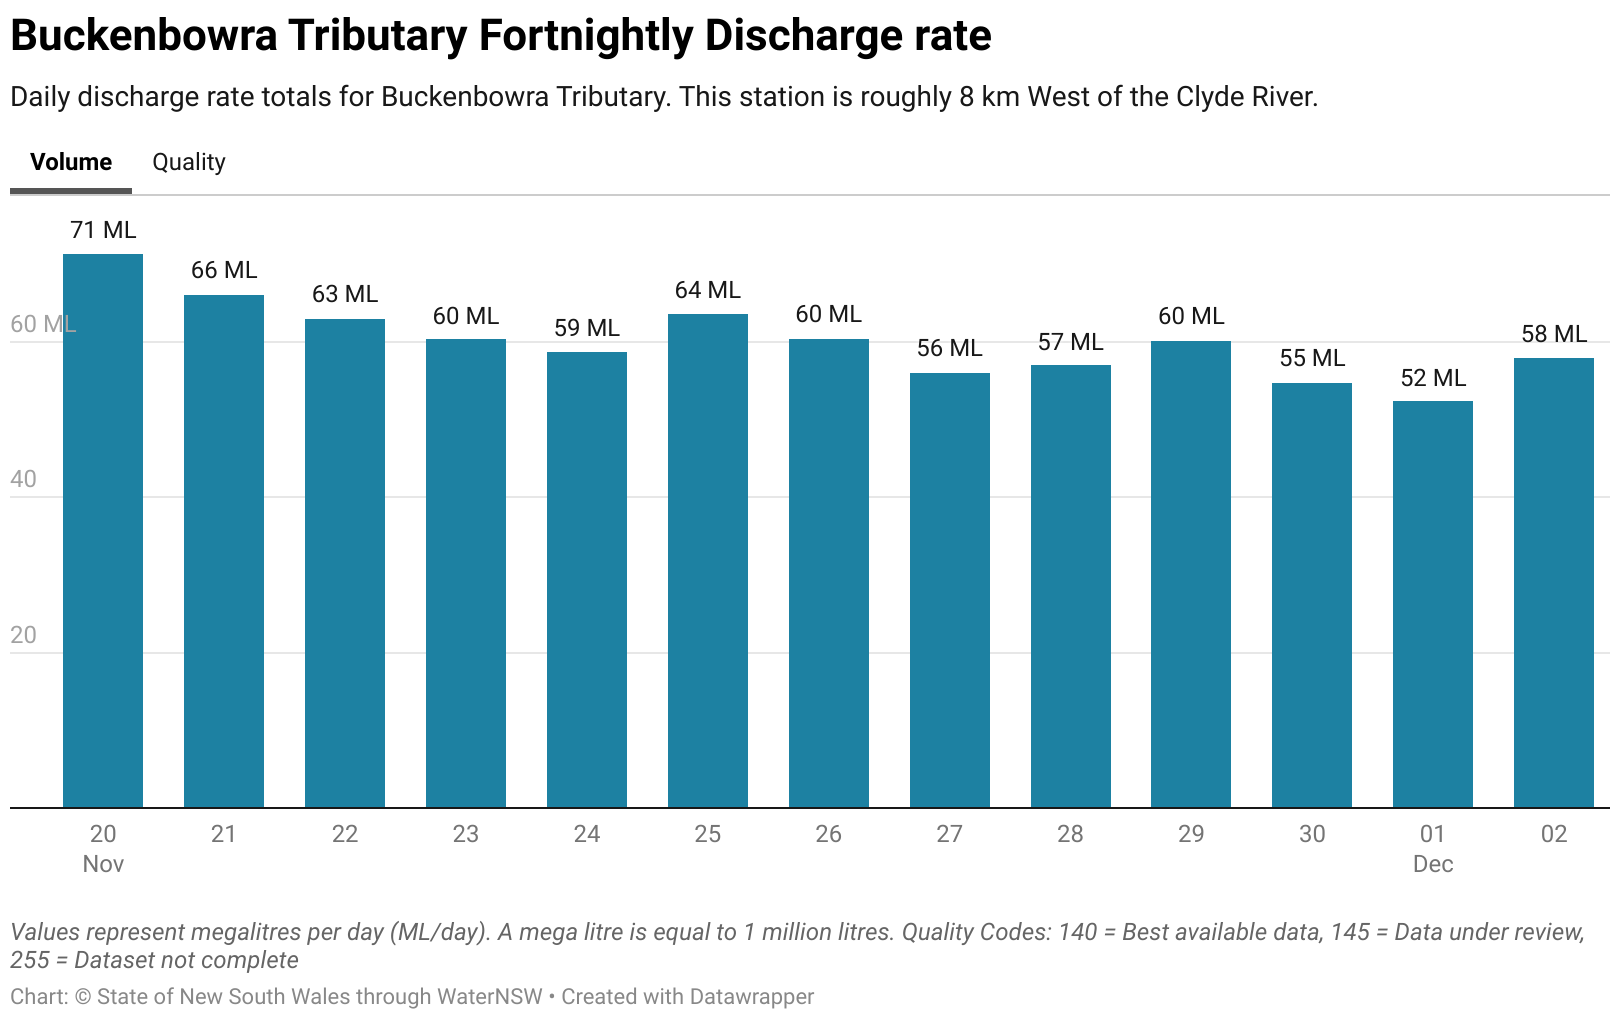 Buckenbowra Tributary Fortnightly Discharge rate
Daily discharge rate totals for Buckenbowra Tributary. This station is roughly 8 km West of the Clyde River.
Volume Quality
71 ML
66 ML
63 ML
60 ML
59 ML
64 ML
60 ML
56 ML
57 ML
60 ML
55 ML
52 ML
58 ML
60 ML
40
20
20 21 22 23 24 25 26 27 28 29 30 01 02
Nov Dec
Values represent megalitres per day (ML/day). A mega litre is equal to 1 million litres. Quality Codes: 140 = Best available data, 145 = Data under review,
255 = Dataset not complete
Chart: © State of New South Wales through WaterNSW • Created with Datawrapper